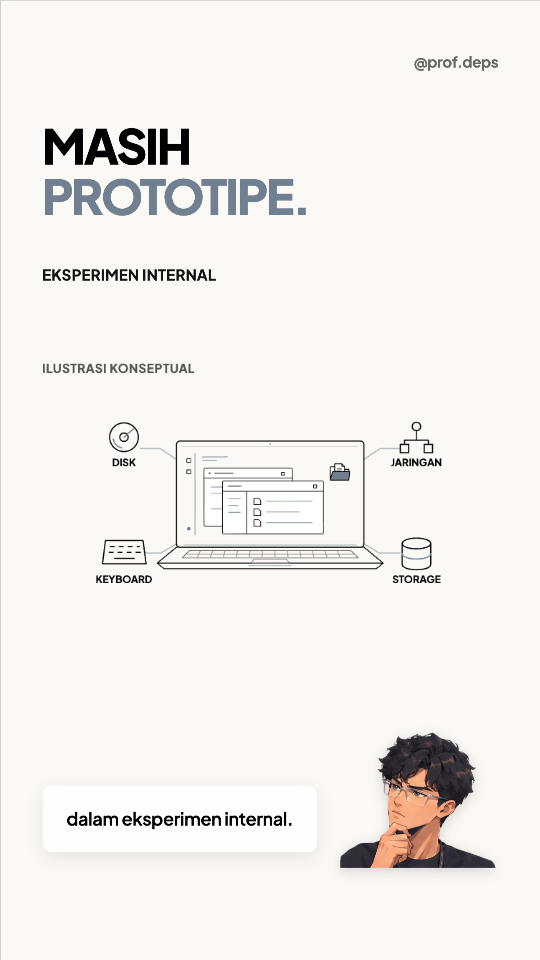 @prof.deps
MASIH
PROTOTIPE.
EKSPERIMEN INTERNAL
ILUSTRASI KONSEPTUAL
DISK
JARINGAN
KEYBOARD
STORAGE
dalam eksperimen internal.